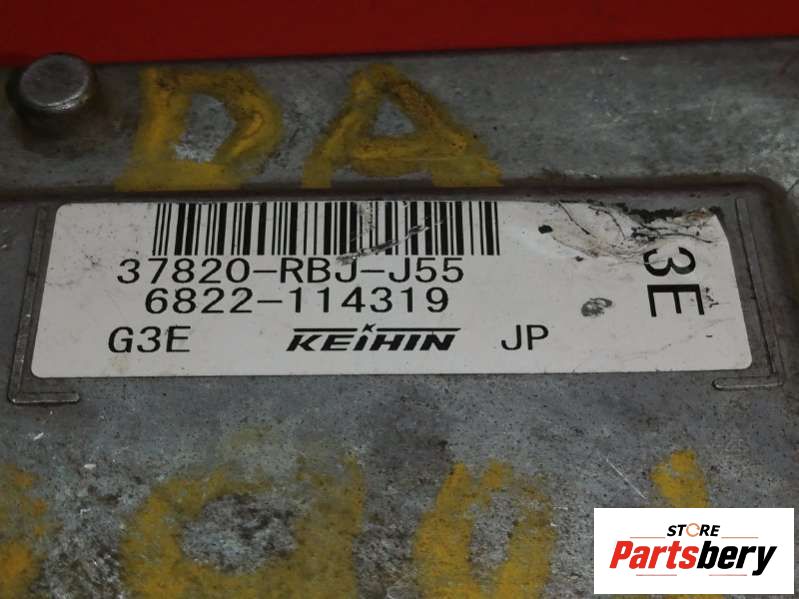 DA
37820-RBJ-J55
6822-114319
G3E KEIHIN JP
3E
STORE
Partsbery